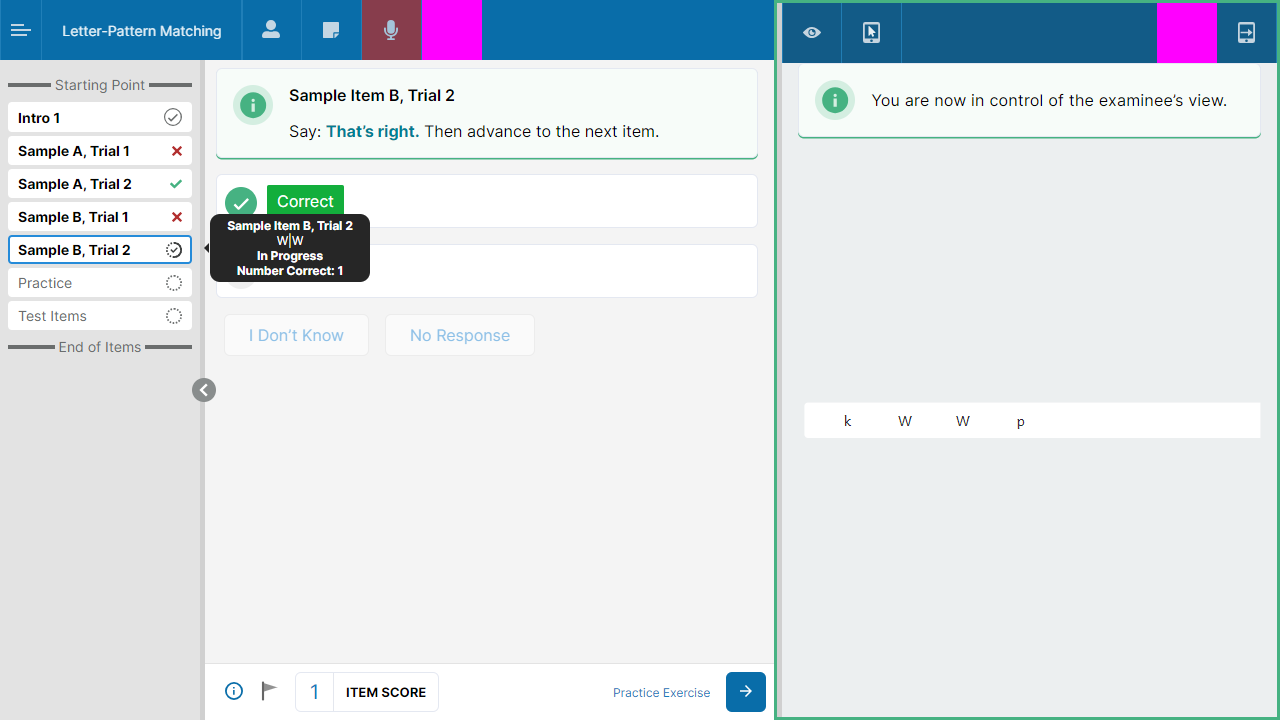 Letter-Pattern Matching
Starting Point
Intro 1
Sample A, Trial 1
Sample A, Trial 2
Sample B, Trial 1
Sample B, Trial 2
Practice
Test Items
End of Items
Sample Item B, Trial 2
Say: That's right. Then advance to the next item.
Correct
Sample Item B, Trial 2
W|W
In Progress
Number Correct: 1
I Don't Know
No Response
1 ITEM SCORE
Practice Exercise
You are now in control of the examinee's view.
k W W p